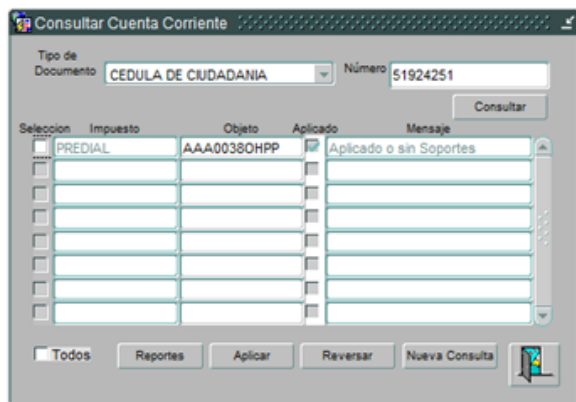 Consultar Cuenta Corriente
Tipo de
Documento CEDULA DE CIUDADANIA Número 51924251
Consultar
Seleccion Impuesto Objeto Aplicado Mensaje
PREDIAL AAA0038OHPP Aplicado o sin Soportes
Todos Reportes Aplicar Reversar Nueva Consulta